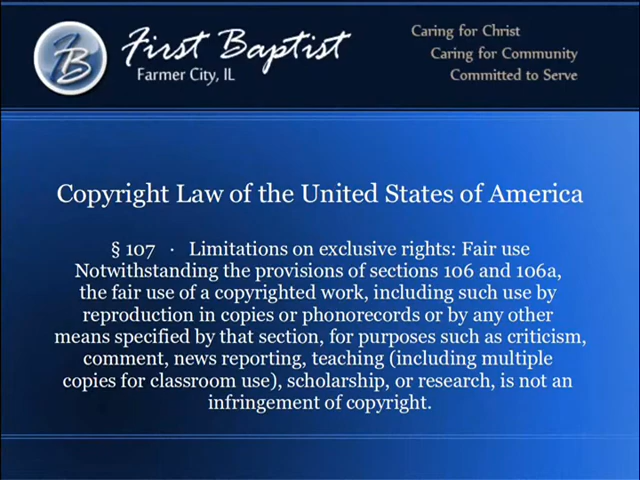 FB
First Baptist
Farmer City, IL
Caring for Christ
Caring for Community
Committed to Serve
Copyright Law of the United States of America
§ 107 · Limitations on exclusive rights: Fair use
Notwithstanding the provisions of sections 106 and 106a,
the fair use of a copyrighted work, including such use by
reproduction in copies or phonorecords or by any other
means specified by that section, for purposes such as criticism,
comment, news reporting, teaching (including multiple
copies for classroom use), scholarship, or research, is not an
infringement of copyright.